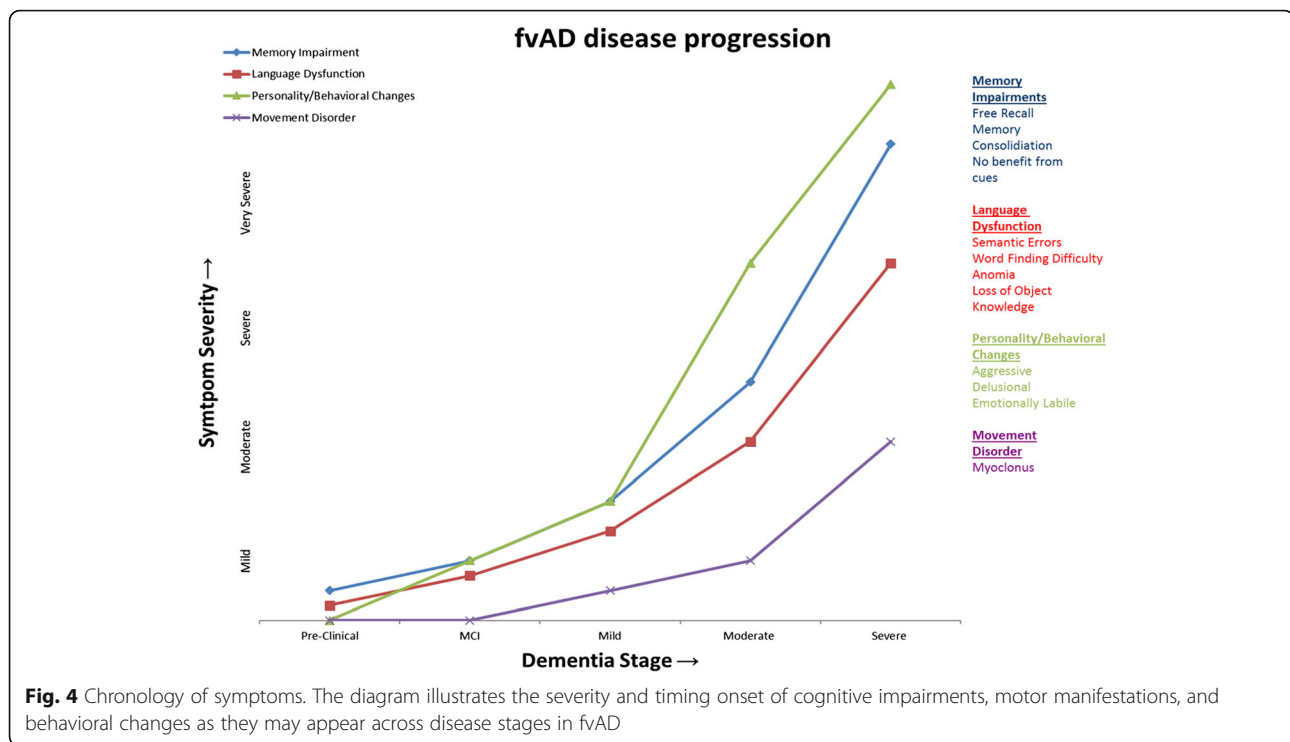 fvAD disease progression
Memory Impairment
Language Dysfunction
Personality/Behavioral Changes
Movement Disorder
Symtpom Severity →
Very Severe
Severe
Moderate
Mild
Pre-Clinical
MCI
Mild
Moderate
Severe
Dementia Stage →
Memory
Impairments
Free Recall
Memory
Consolidiation
No benefit from
cues
Language
Dysfunction
Semantic Errors
Word Finding Difficulty
Anomia
Loss of Object
Knowledge
Personality/Behavioral
Changes
Aggressive
Delusional
Emotionally Labile
Movement
Disorder
Myoclonus
Fig. 4 Chronology of symptoms. The diagram illustrates the severity and timing onset of cognitive impairments, motor manifestations, and
behavioral changes as they may appear across disease stages in fvAD